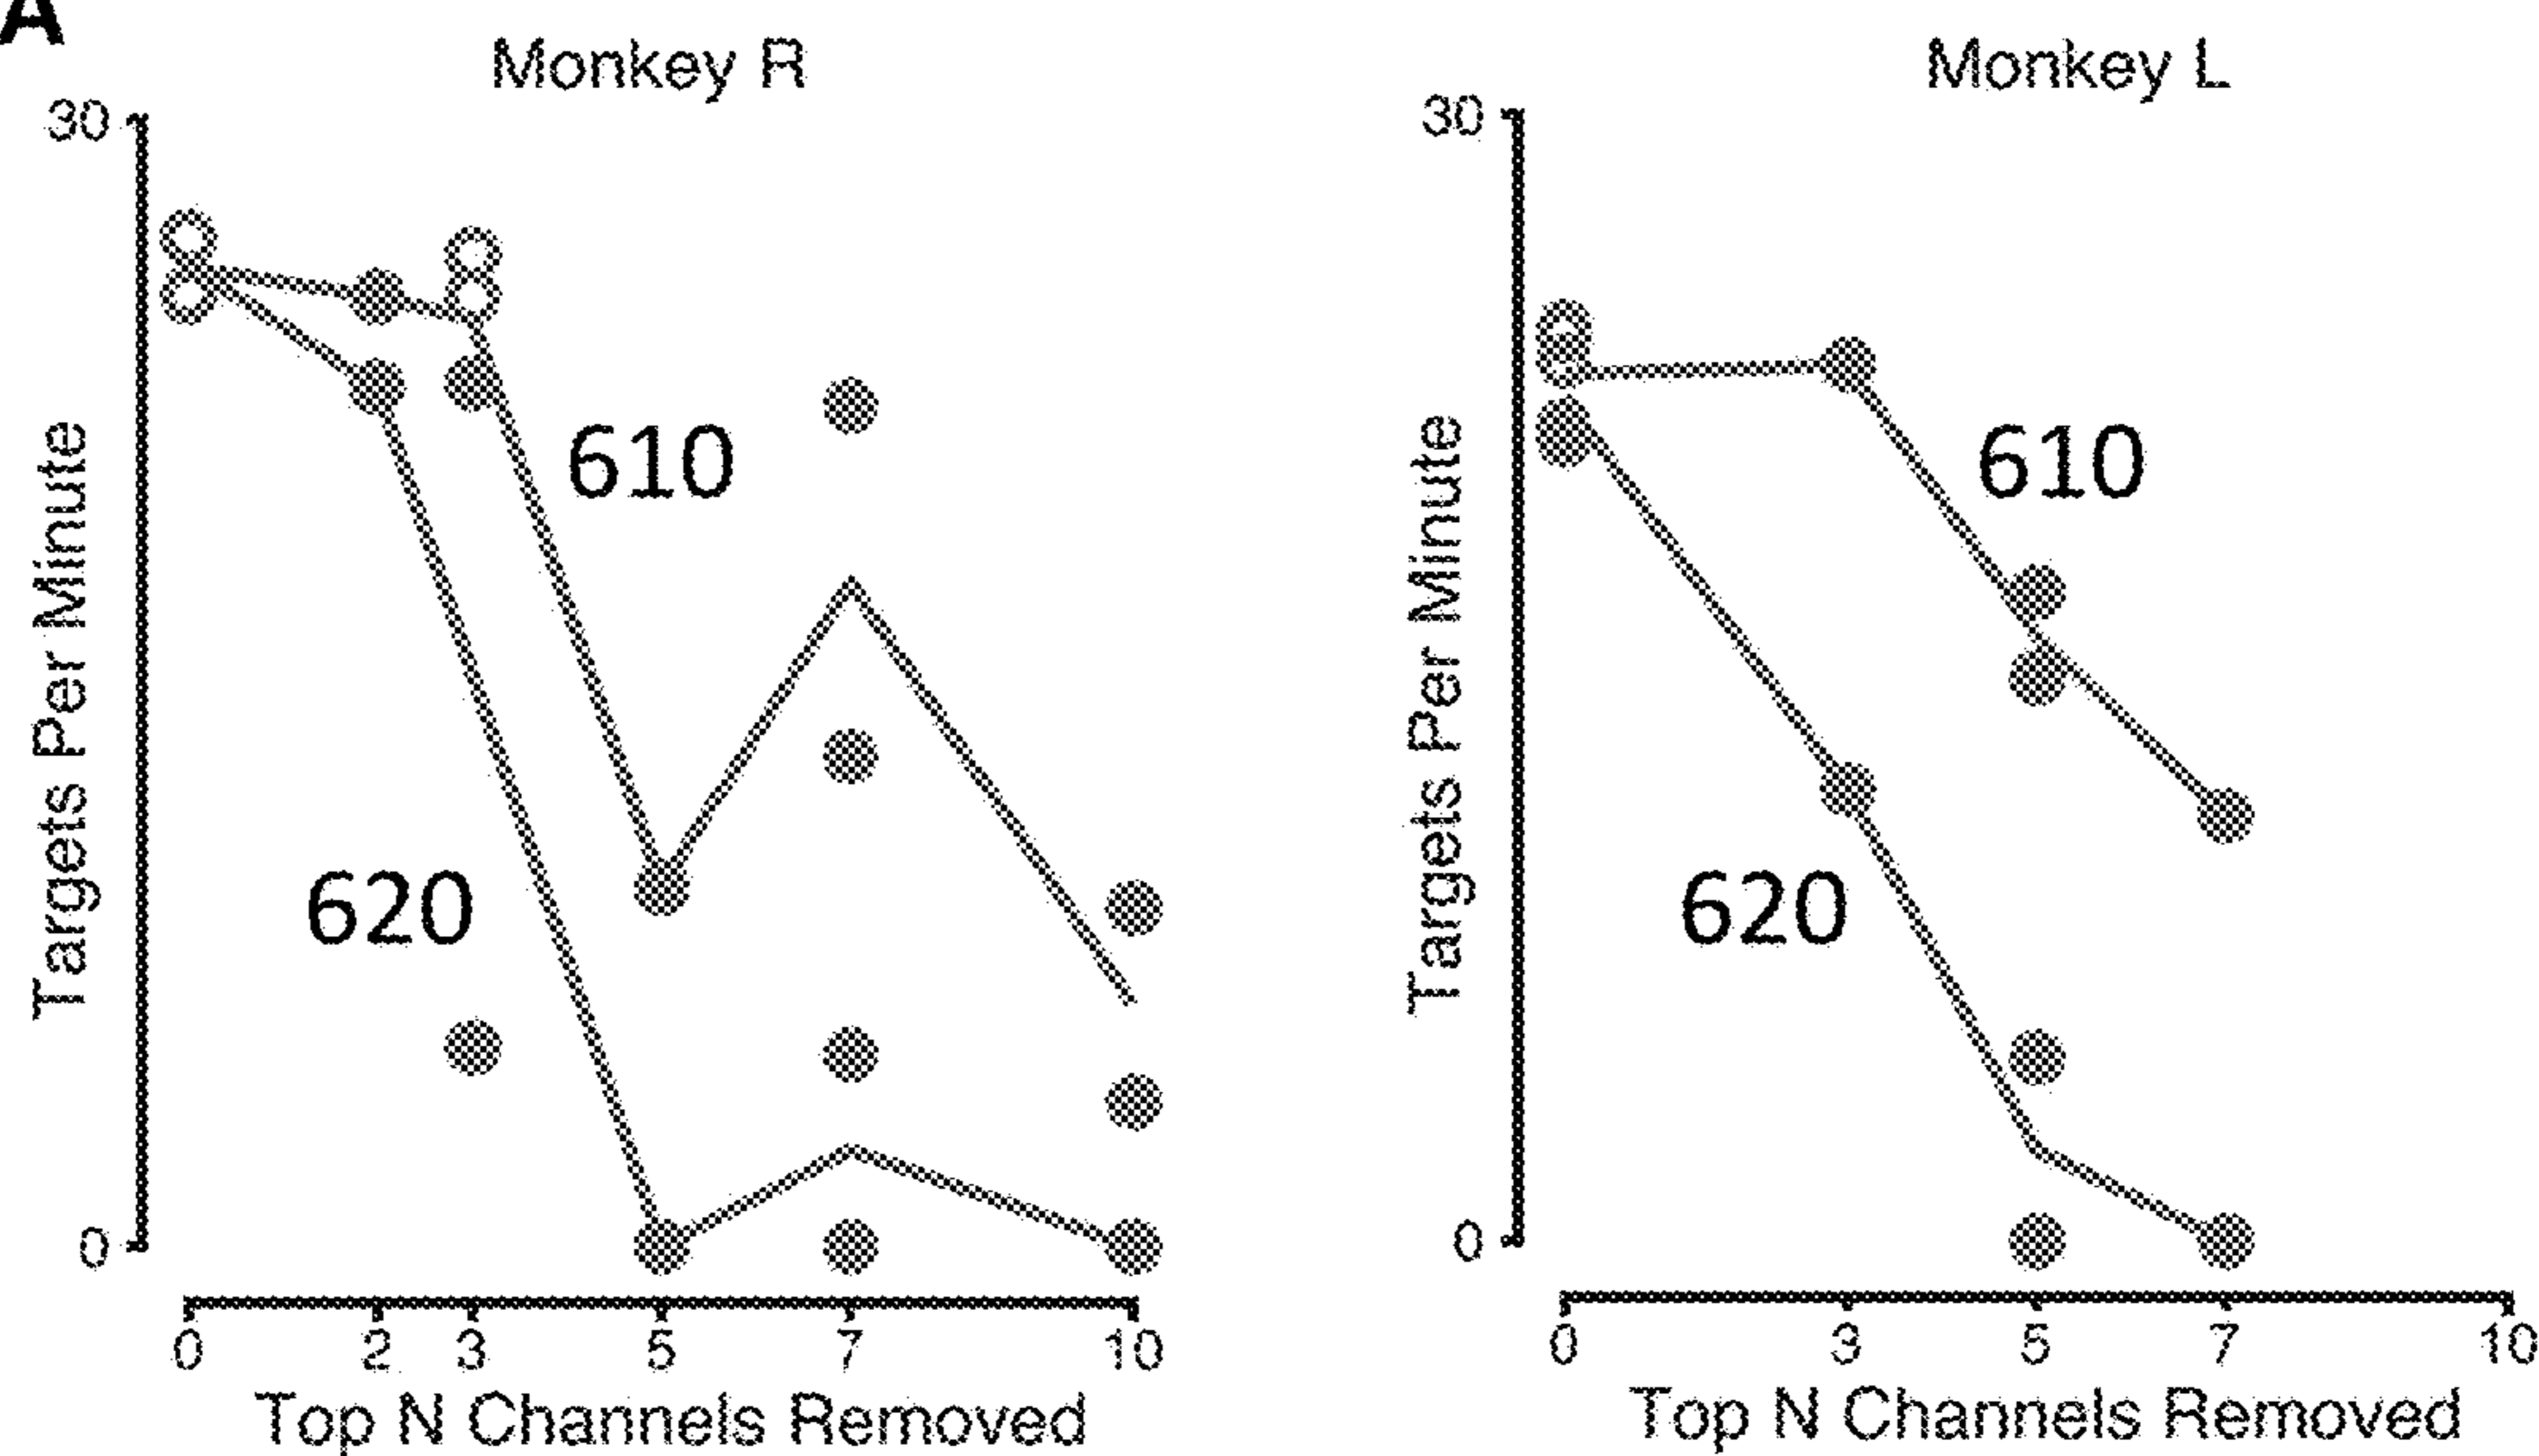 A
Monkey R
30
Targets Per Minute
610
620
0
0 2 3 5 7 10
Top N Channels Removed
Monkey L
30
Targets Per Minute
610
620
0
0 3 5 7 10
Top N Channels Removed